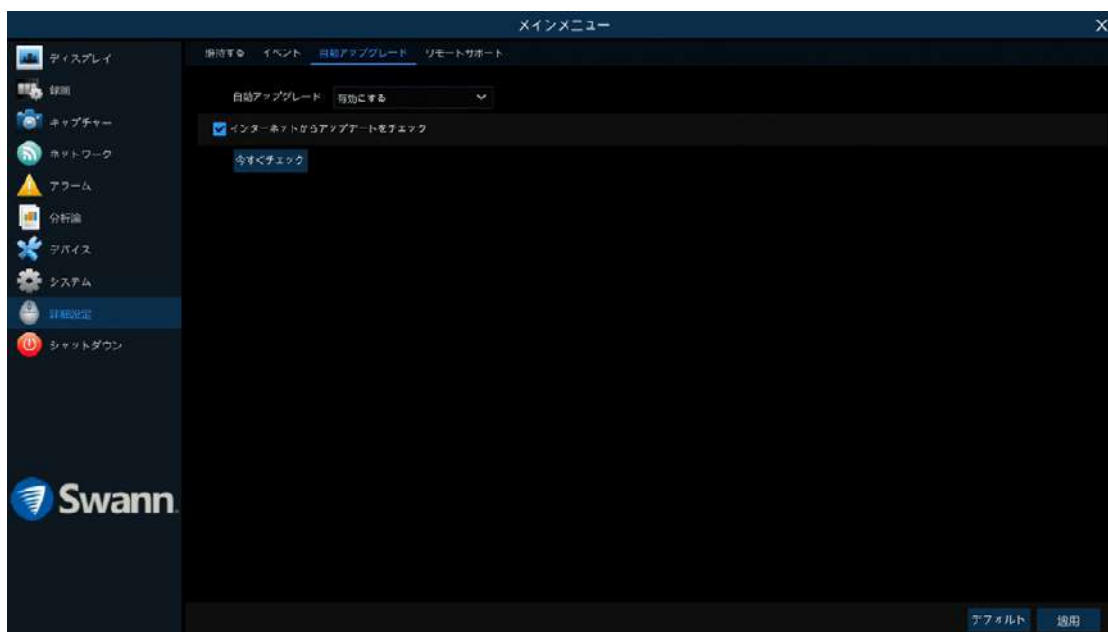 メインメニュー
X
ディスプレイ
録画
キャプチャー
ネットワーク
アラーム
分析論
デバイス
システム
詳細設定
シャットダウン
維持する イベント 自動アップグレード リモートサポート
自動アップグレード 有効にする
インターネットからアップデートをチェック
今すぐチェック
Swann
デフォルト 適用